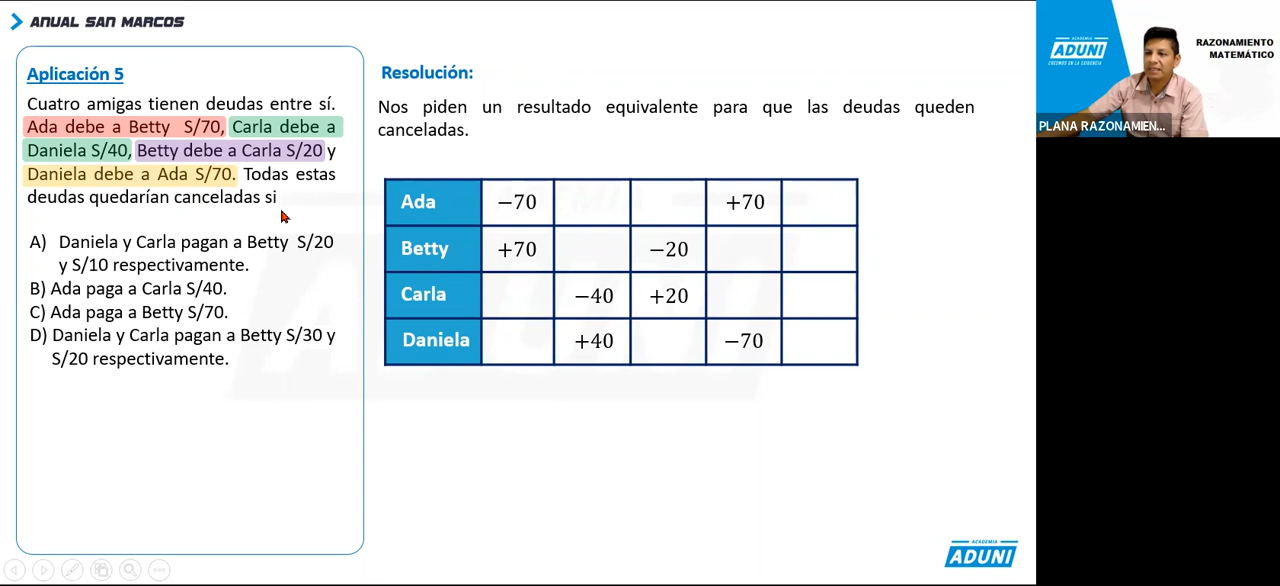 ANUAL SAN MARCOS
Aplicación 5
Cuatro amigas tienen deudas entre sí.
Ada debe a Betty S/70, Carla debe a
Daniela S/40, Betty debe a Carla S/20 y
Daniela debe a Ada S/70. Todas estas
deudas quedarían canceladas si
A) Daniela y Carla pagan a Betty S/20
y S/10 respectivamente.
B) Ada paga a Carla S/40.
C) Ada paga a Betty S/70.
D) Daniela y Carla pagan a Betty S/30 y
S/20 respectivamente.
Resolución:
Nos piden un resultado equivalente para que las deudas queden
canceladas.
Ada −70 +70
Betty +70 −20
Carla −40 +20
Daniela +40 −70
ACADEMIA
ADUNI
ACADEMIA
ADUNI
RAZONAMIENTO
MATEMÁTICO
PLANA RAZONAMIEN...